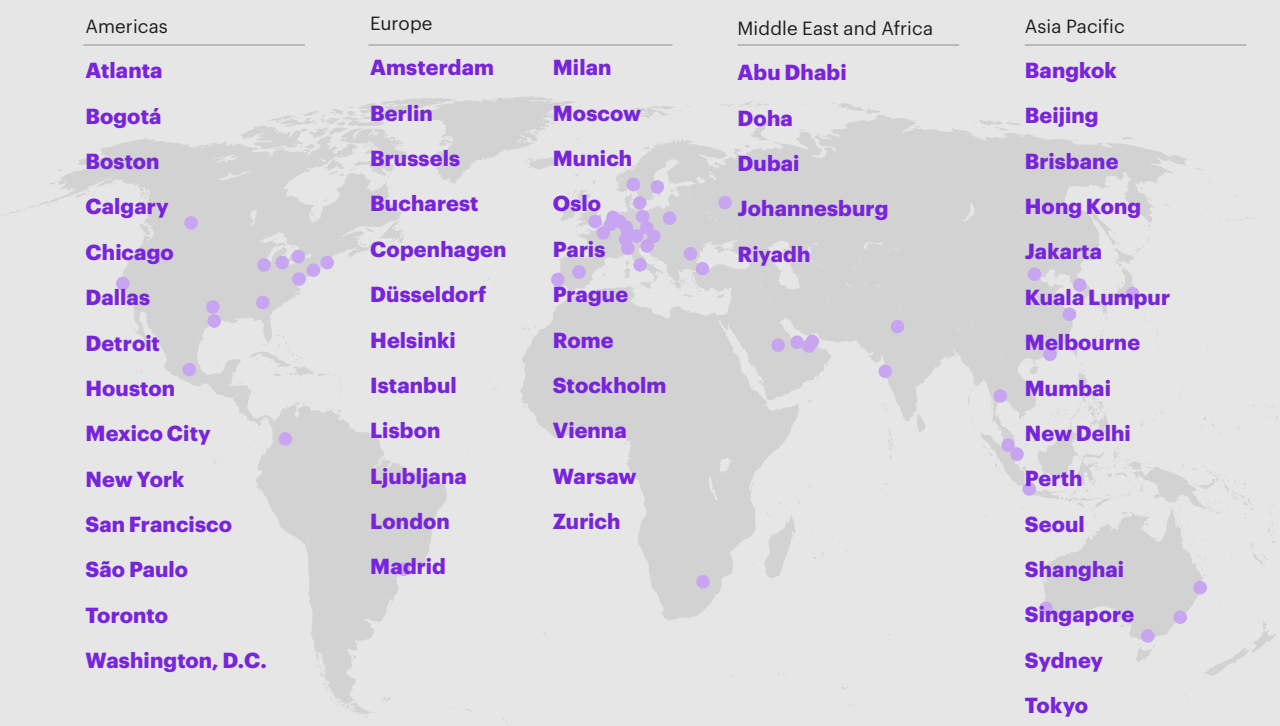 Americas
Atlanta
Bogotá
Boston
Calgary
Chicago
Dallas
Detroit
Houston
Mexico City
New York
San Francisco
São Paulo
Toronto
Washington, D.C.
Europe
Amsterdam
Berlin
Brussels
Bucharest
Copenhagen
Düsseldorf
Helsinki
Istanbul
Lisbon
Ljubljana
London
Madrid
Milan
Moscow
Munich
Oslo
Paris
Prague
Rome
Stockholm
Vienna
Warsaw
Zurich
Middle East and Africa
Abu Dhabi
Doha
Dubai
Johannesburg
Riyadh
Asia Pacific
Bangkok
Beijing
Brisbane
Hong Kong
Jakarta
Kuala Lumpur
Melbourne
Mumbai
New Delhi
Perth
Seoul
Shanghai
Singapore
Sydney
Tokyo